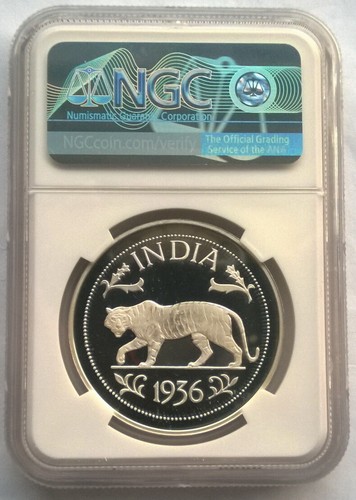 NGC
Numismatic Guaranty Corporation
NGCcoin.com/verify
The Official Grading
Service of the ANA
INDIA
1936